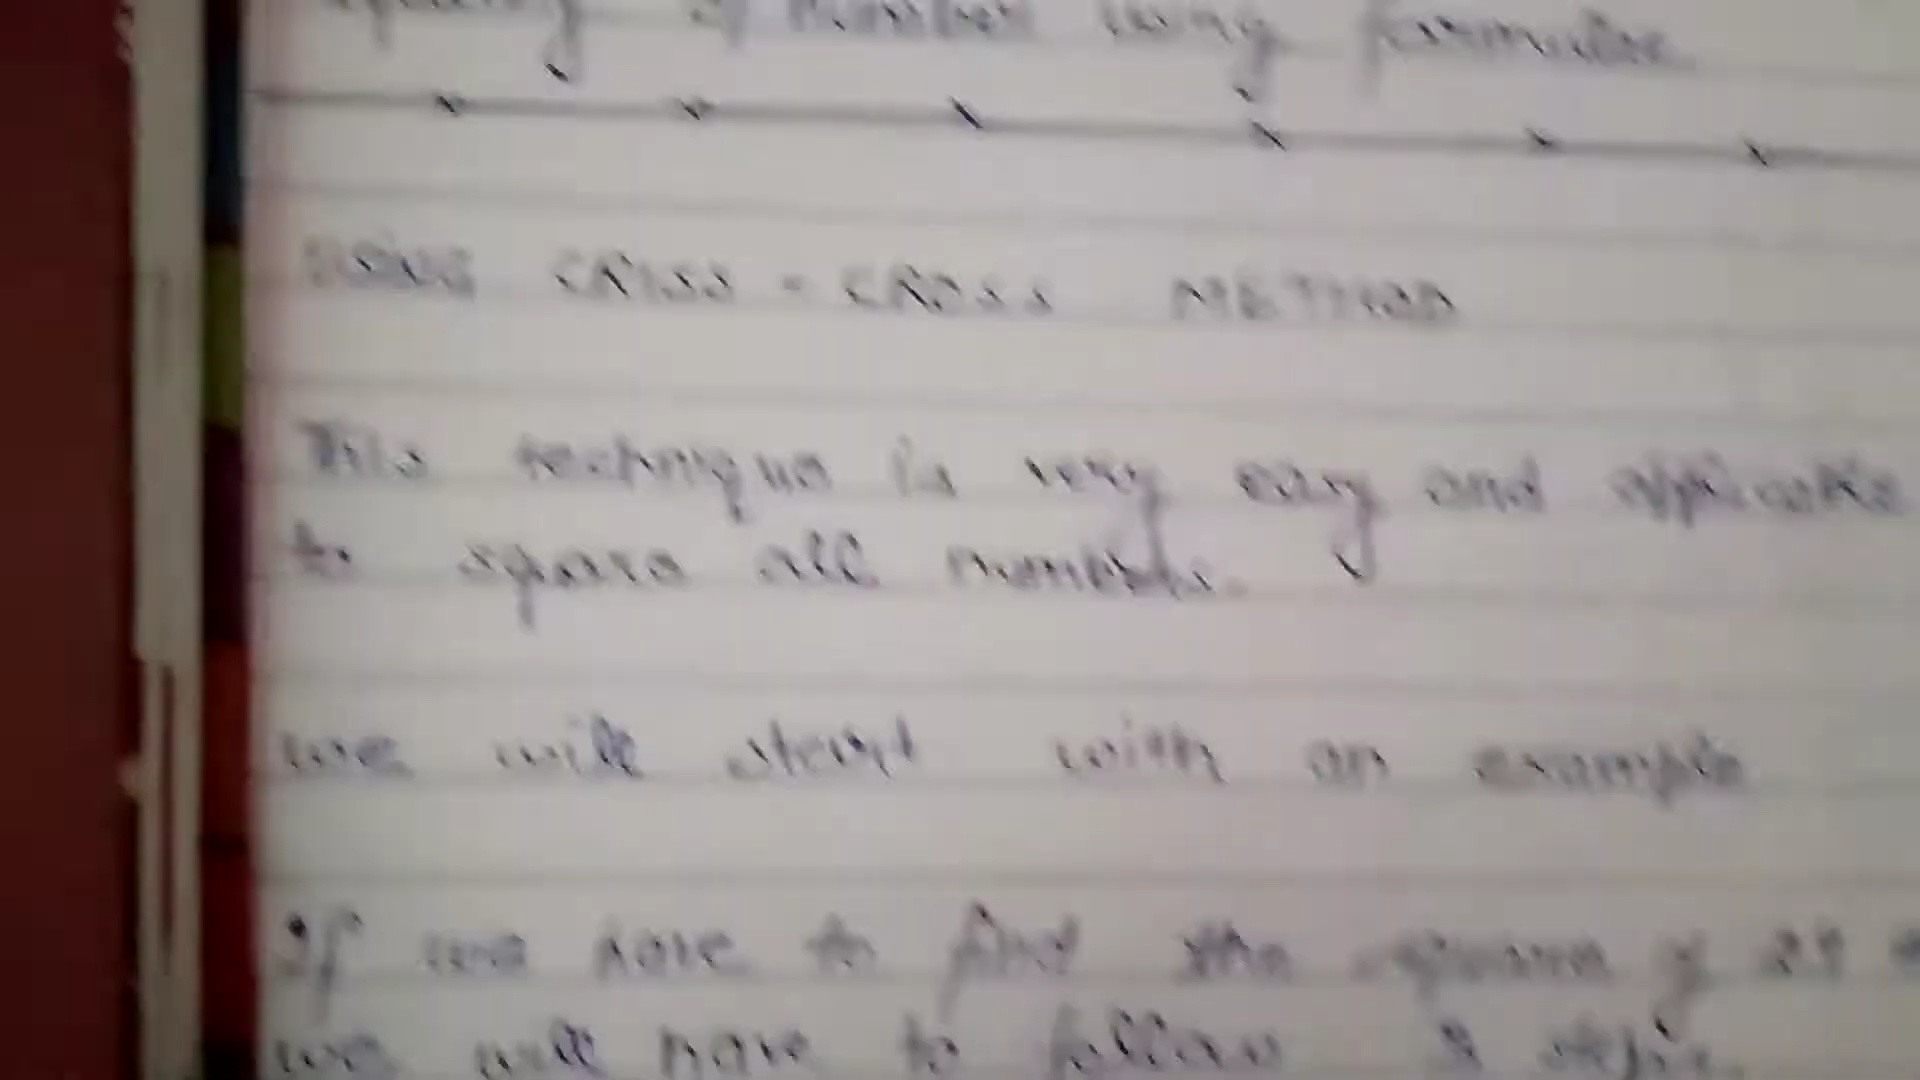 squaring of number using formulae
USING CRISS - CROSS METHOD
This technique is very easy and applicable
to square all numbers.
we will start with an example
If we have to find the square of
we will have to follow 3 steps